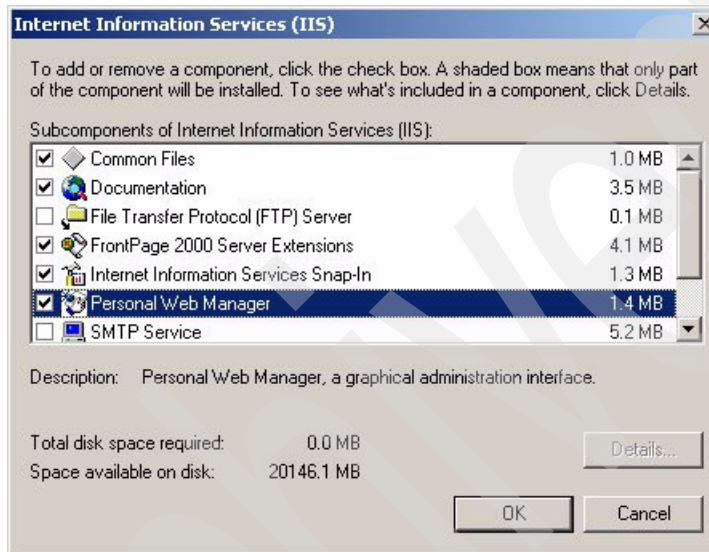 Internet Information Services (IIS)
To add or remove a component, click the check box. A shaded box means that only part
of the component will be installed. To see what's included in a component, click Details.
Subcomponents of Internet Information Services (IIS):
Common Files 1.0 MB
Documentation 3.5 MB
File Transfer Protocol (FTP) Server 0.1 MB
FrontPage 2000 Server Extensions 4.1 MB
Internet Information Services Snap-In 1.3 MB
Personal Web Manager 1.4 MB
SMTP Service 5.2 MB
Description: Personal Web Manager, a graphical administration interface.
Total disk space required: 0.0 MB
Details...
Space available on disk: 20146.1 MB
OK Cancel